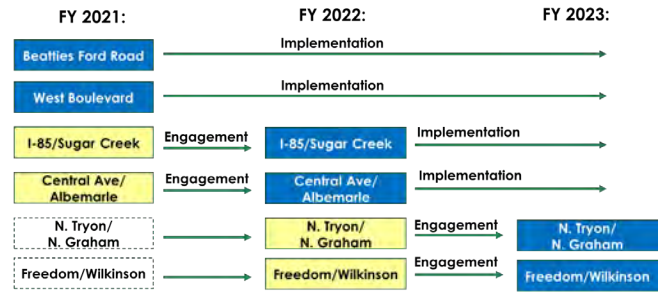 FY 2021: FY 2022: FY 2023:
Beatties Ford Road Implementation
West Boulevard Implementation
I-85/Sugar Creek Engagement I-85/Sugar Creek Implementation
Central Ave/
Albemarle Engagement Central Ave/
Albemarle Implementation
N. Tryon/
N. Graham N. Tryon/
N. Graham Engagement N. Tryon/
N. Graham
Freedom/Wilkinson Freedom/Wilkinson Engagement Freedom/Wilkinson